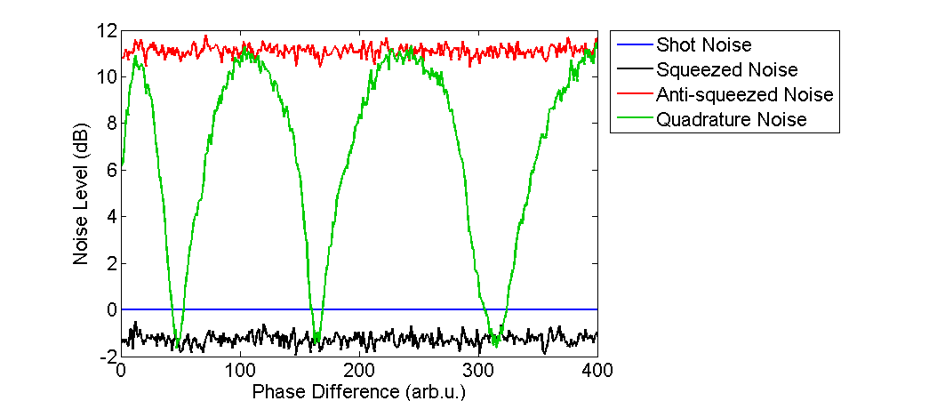 12
10
8
6
4
2
0
-2
Noise Level (dB)
0 100 200 300 400
Phase Difference (arb.u.)
Shot Noise
Squeezed Noise
Anti-squeezed Noise
Quadrature Noise